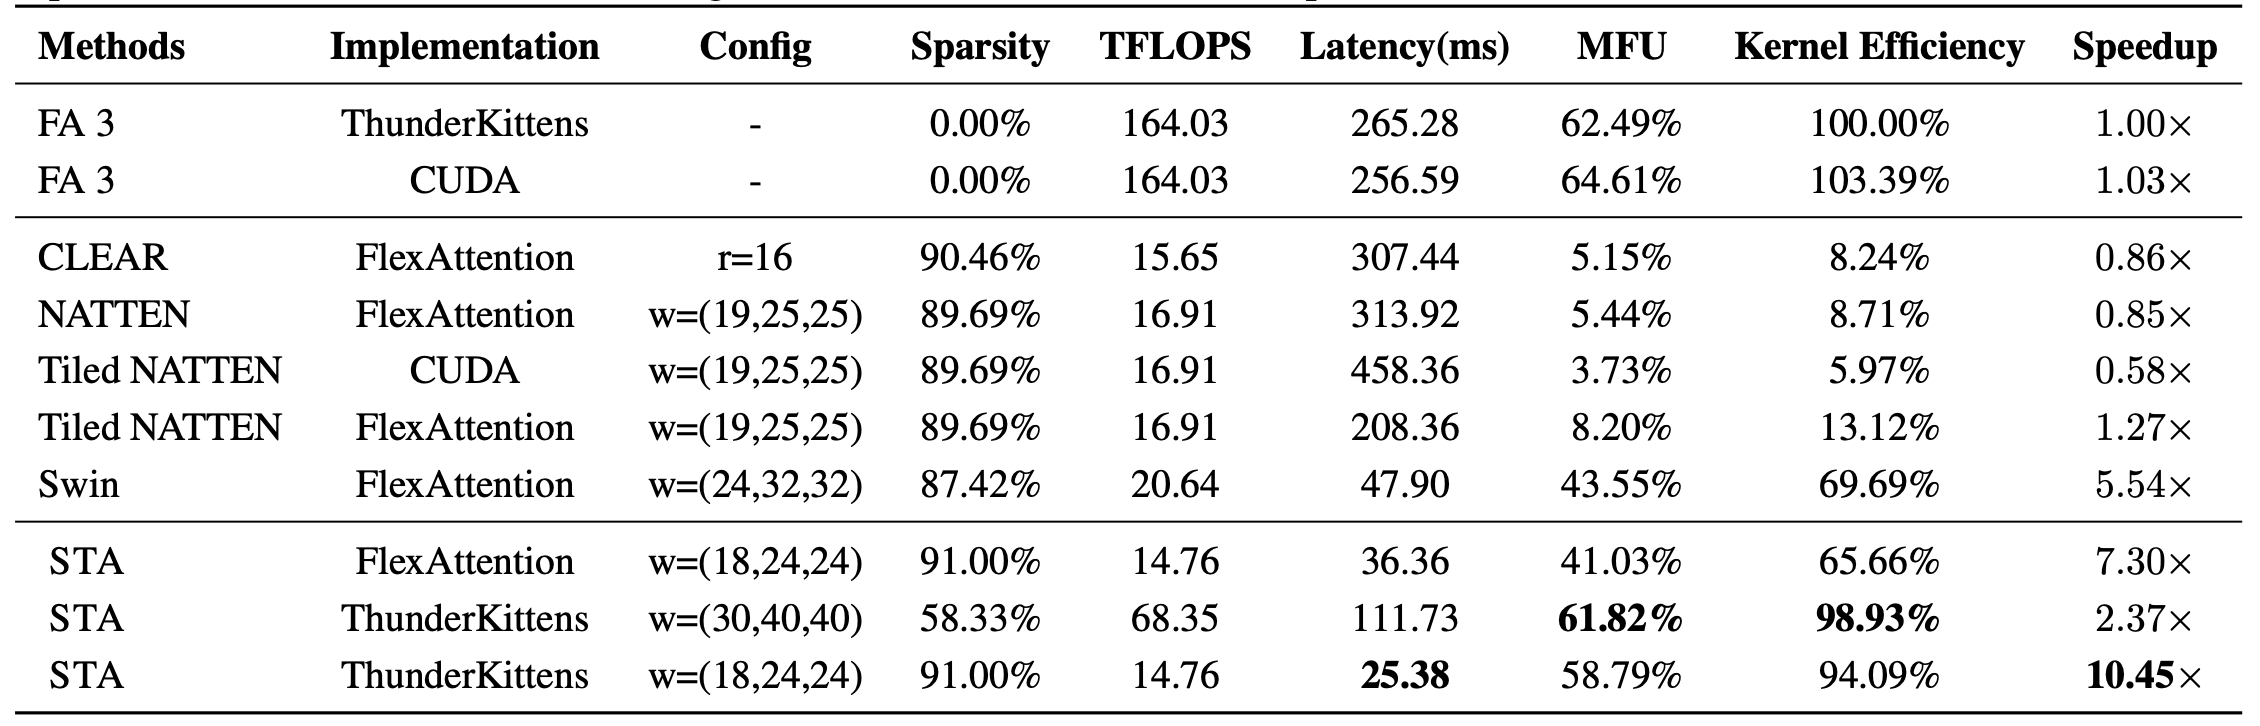 Methods Implementation Config Sparsity TFLOPS Latency(ms) MFU Kernel Efficiency Speedup
FA 3 ThunderKittens - 0.00% 164.03 265.28 62.49% 100.00% 1.00×
FA 3 CUDA - 0.00% 164.03 256.59 64.61% 103.39% 1.03×
CLEAR FlexAttention r=16 90.46% 15.65 307.44 5.15% 8.24% 0.86×
NATTEN FlexAttention w=(19,25,25) 89.69% 16.91 313.92 5.44% 8.71% 0.85×
Tiled NATTEN CUDA w=(19,25,25) 89.69% 16.91 458.36 3.73% 5.97% 0.58×
Tiled NATTEN FlexAttention w=(19,25,25) 89.69% 16.91 208.36 8.20% 13.12% 1.27×
Swin FlexAttention w=(24,32,32) 87.42% 20.64 47.90 43.55% 69.69% 5.54×
STA FlexAttention w=(18,24,24) 91.00% 14.76 36.36 41.03% 65.66% 7.30×
STA ThunderKittens w=(30,40,40) 58.33% 68.35 111.73 61.82% 98.93% 2.37×
STA ThunderKittens w=(18,24,24) 91.00% 14.76 25.38 58.79% 94.09% 10.45×